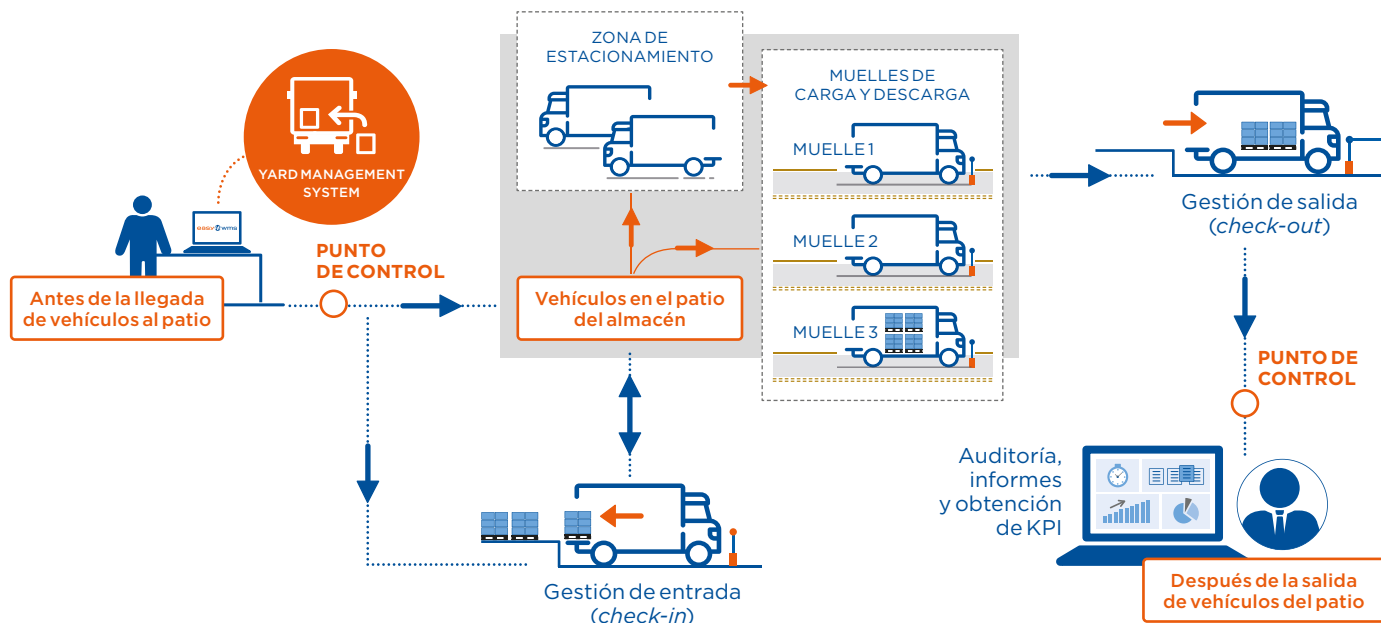 YARD MANAGEMENT
SYSTEM
easy wms
PUNTO
DE CONTROL
Antes de la llegada
de vehículos al patio
ZONA DE
ESTACIONAMIENTO
Vehículos en el patio
del almacén
MUELLES DE
CARGA Y DESCARGA
MUELLE 1
MUELLE 2
MUELLE 3
Gestión de entrada
(check-in)
Gestión de salida
(check-out)
PUNTO DE
CONTROL
Auditoría,
informes
y obtención
de KPI
Después de la salida
de vehículos del patio